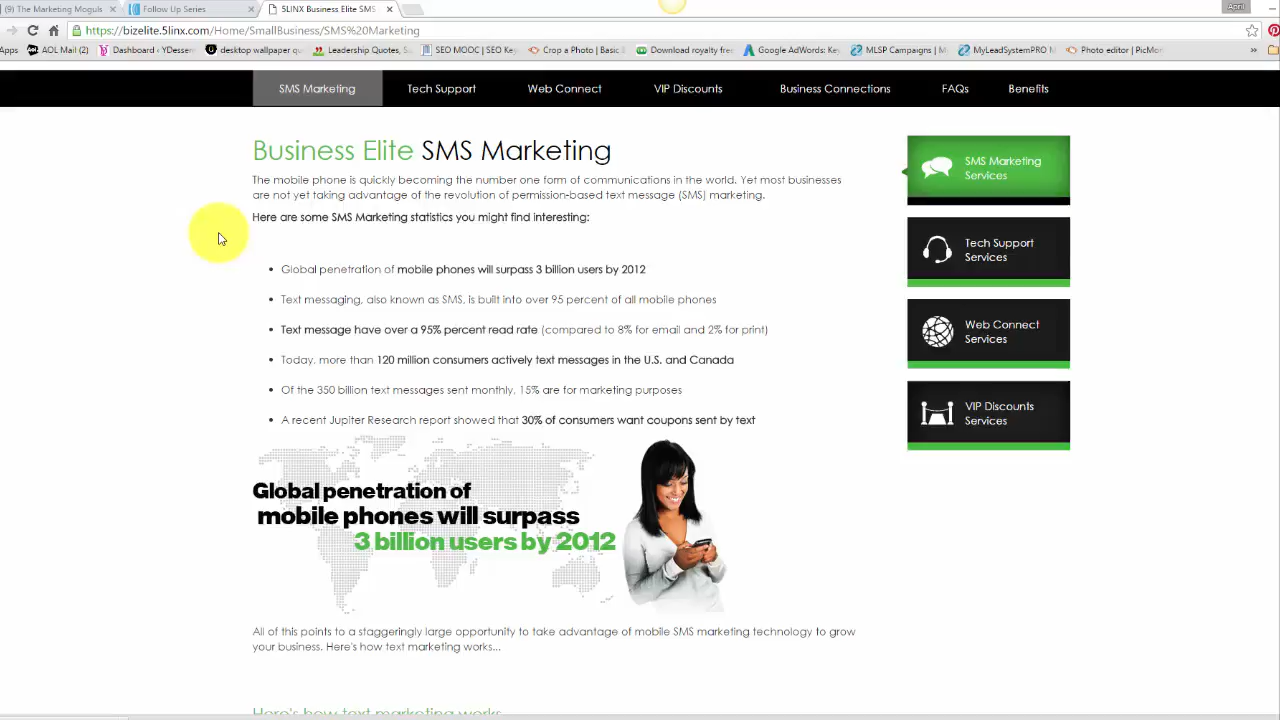 (9) The Marketing Moguls
Follow Up Series
5LINX Business Elite SMS
April
https://bizelite.5linx.com/Home/SmallBusiness/SMS%20Marketing
Apps
AOL Mail (2)
Dashboard ‹ YDesser
desktop wallpaper qu
Leadership Quotes, S
SEO MODC | SEO Key
Crop a Photo | Basic
Download royalty free
Google AdWords: Key
MLSP Campaigns | M
MyLeadSystemPRO M
Photo editor | PicMon
»
SMS Marketing
Tech Support
Web Connect
VIP Discounts
Business Connections
FAQs
Benefits
Business Elite SMS Marketing
The mobile phone is quickly becoming the number one form of communications in the world. Yet most businesses
are not yet taking advantage of the revolution of permission-based text message (SMS) marketing.
Here are some SMS Marketing statistics you might find interesting:
• Global penetration of mobile phones will surpass 3 billion users by 2012
• Text messaging, also known as SMS, is built into over 95 percent of all mobile phones
• Text message have over a 95% percent read rate (compared to 8% for email and 2% for print)
• Today, more than 120 million consumers actively text messages in the U.S. and Canada
• Of the 350 billion text messages sent monthly, 15% are for marketing purposes
• A recent Jupiter Research report showed that 30% of consumers want coupons sent by text
Global penetration of
mobile phones will surpass
3 billion users by 2012
All of this points to a staggeringly large opportunity to take advantage of mobile SMS marketing technology to grow
your business. Here's how text marketing works...
Here's how text marketing works
SMS Marketing
Services
Tech Support
Services
Web Connect
Services
VIP Discounts
Services